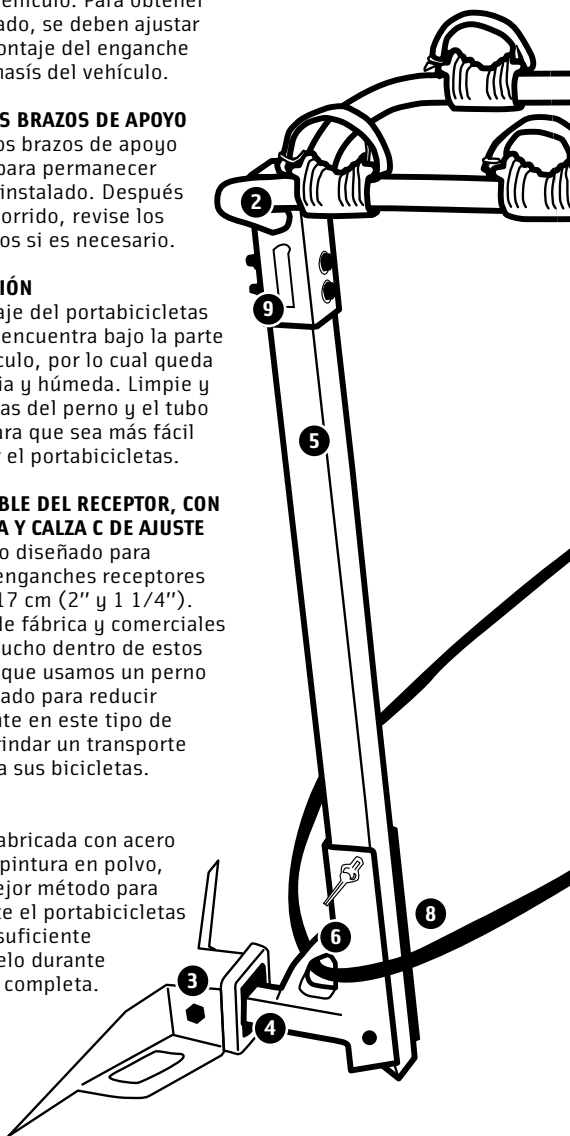 ehículo. Para obtener
ado, se deben ajustar
ontaje del enganche
hasís del vehículo.
S BRAZOS DE APOYO
os brazos de apoyo
para permanecer
instalado. Después
orrido, revise los
os si es necesario.
IÓN
aje del portabicicletas
encuentra bajo la parte
culo, por lo cual queda
ia y húmeda. Limpie y
as del perno y el tubo
ara que sea más fácil
r el portabicicletas.
BLE DEL RECEPTOR, CON
A Y CALZA C DE AJUSTE
o diseñado para
enganches receptores
17 cm (2″ y 1 1/4″).
de fábrica y comerciales
ucho dentro de estos
que usamos un perno
ado para reducir
nte en este tipo de
rindar un transporte
a sus bicicletas.
abricada con acero
pintura en polvo,
ejor método para
te el portabicicletas
suficiente
elo durante
completa.
2
9
5
8
6
3
4